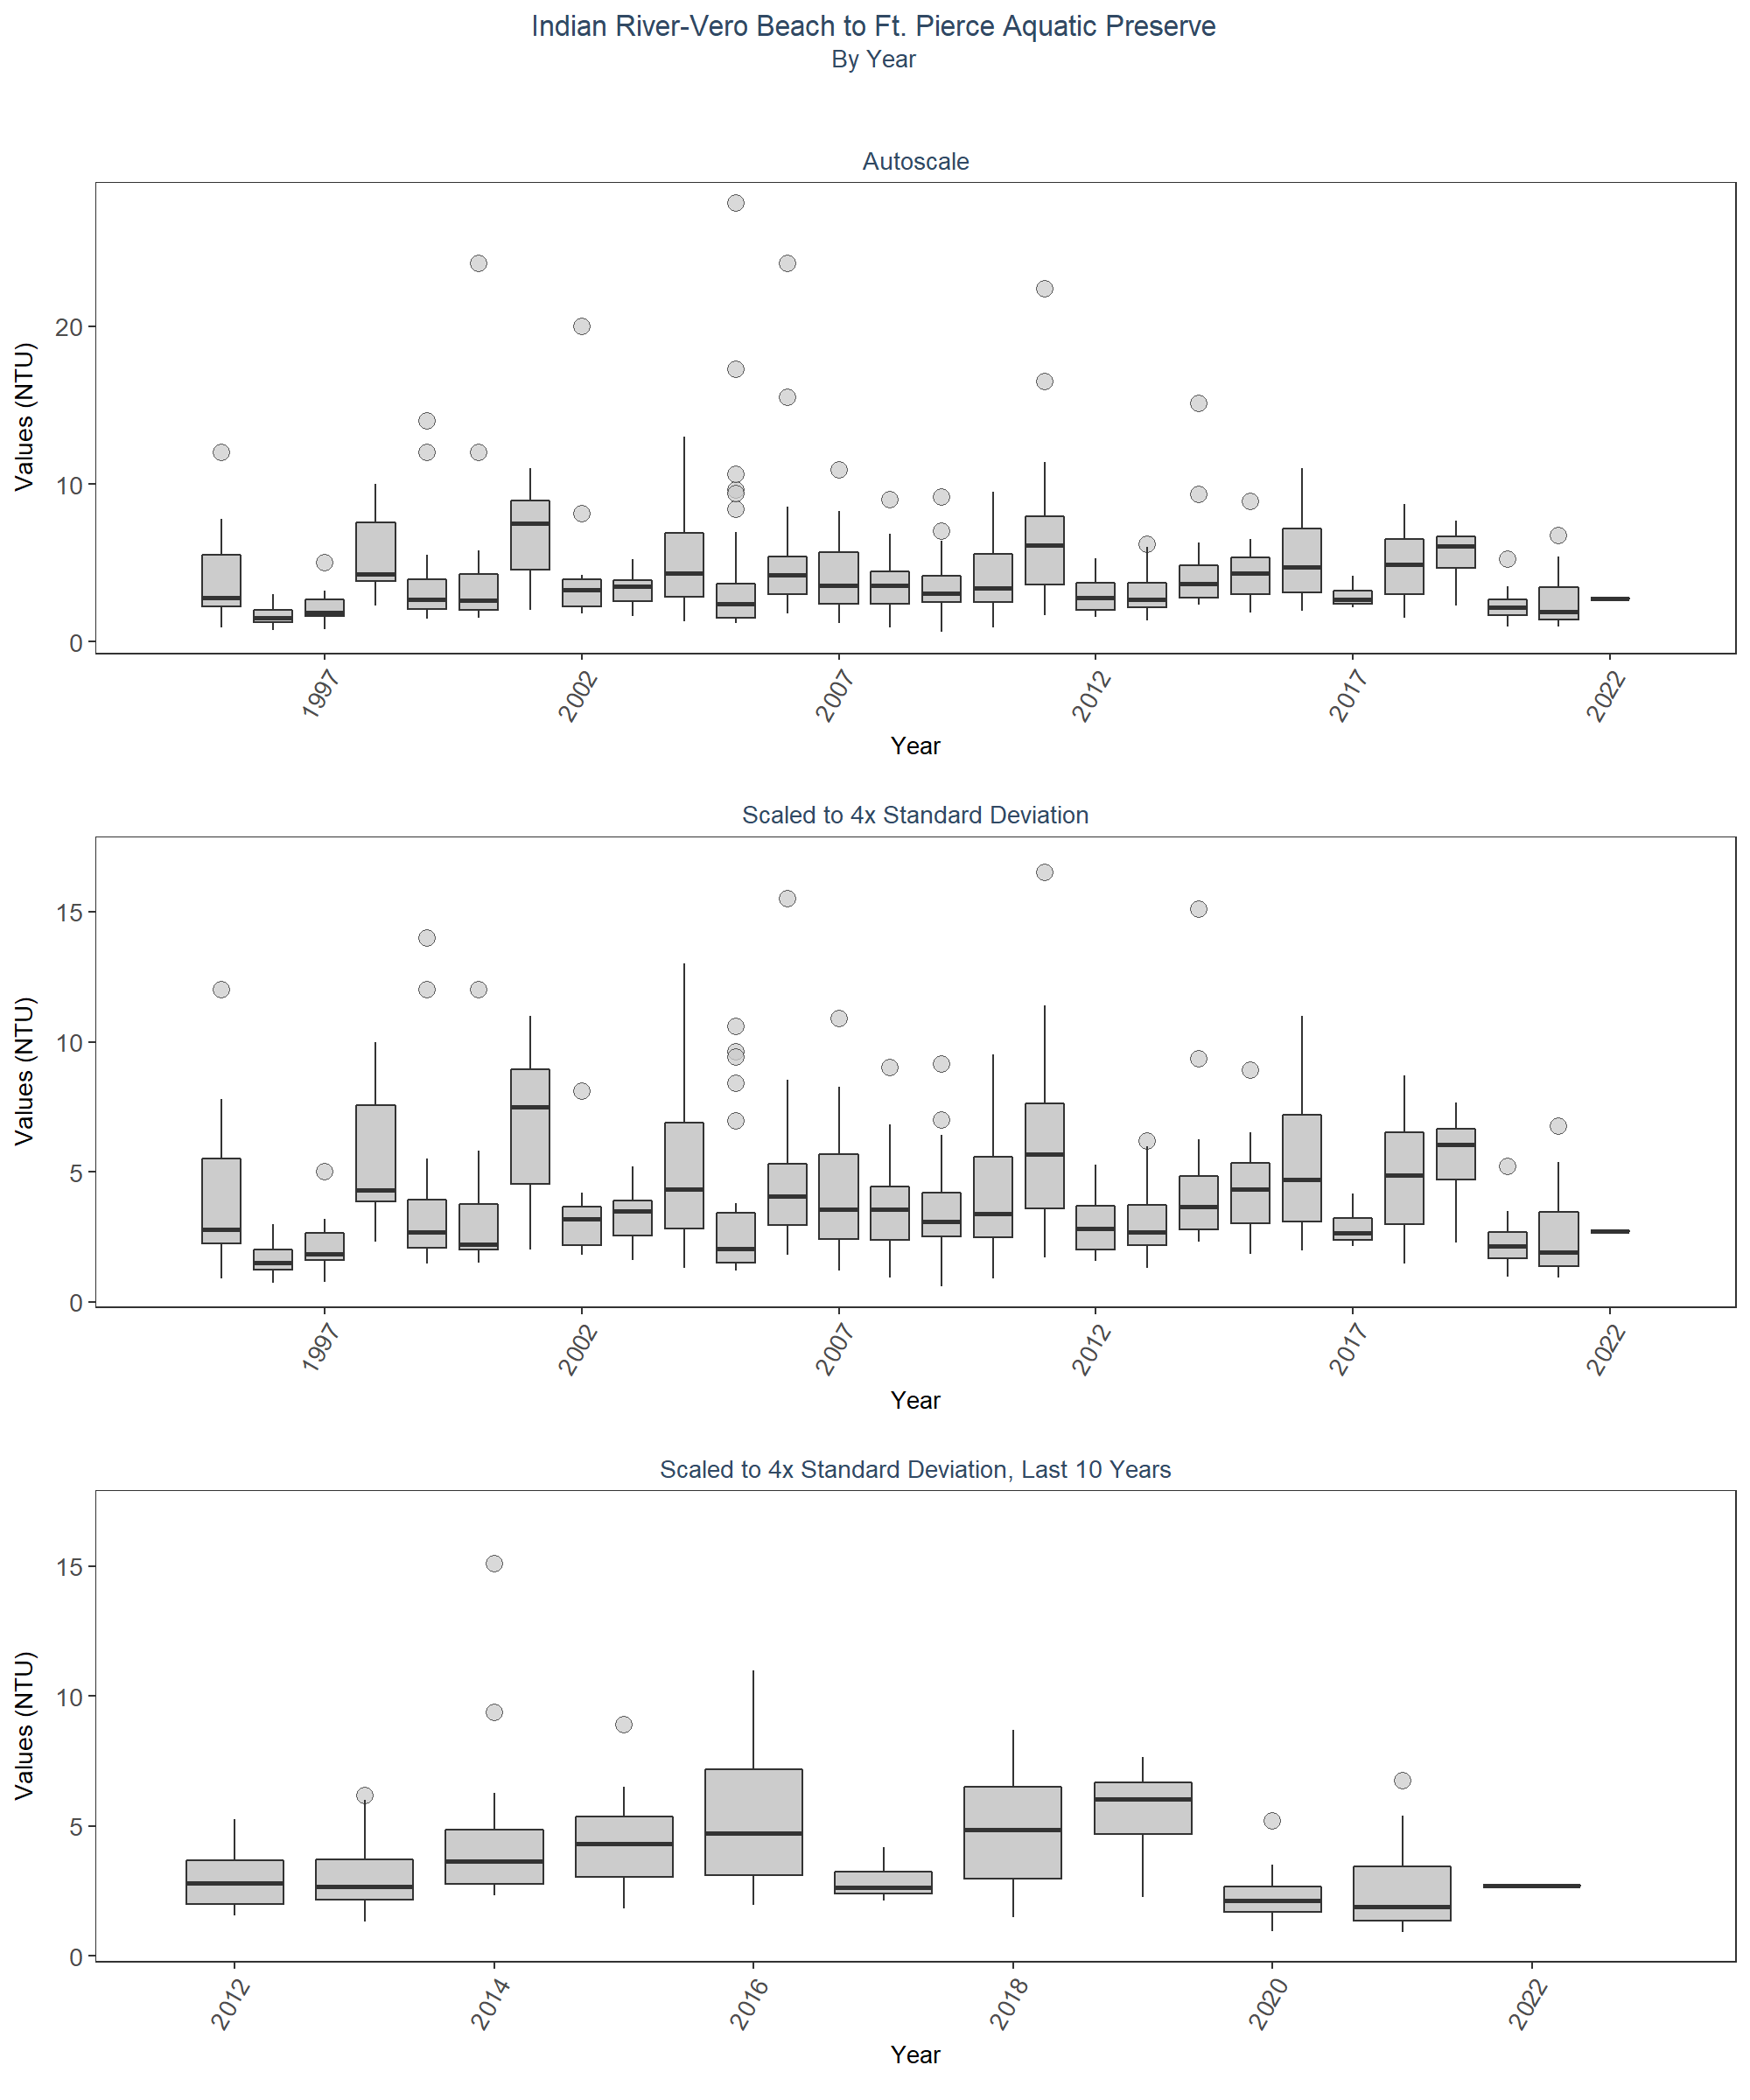 Indian River-Vero Beach to Ft. Pierce Aquatic Preserve
By Year
Autoscale
Values (NTU)
20
10
0
1997
2002
2007
2012
2017
2022
Year
Scaled to 4x Standard Deviation
Values (NTU)
15
10
5
0
1997
2002
2007
2012
2017
2022
Year
Scaled to 4x Standard Deviation, Last 10 Years
Values (NTU)
15
10
5
0
2012
2014
2016
2018
2020
2022
Year